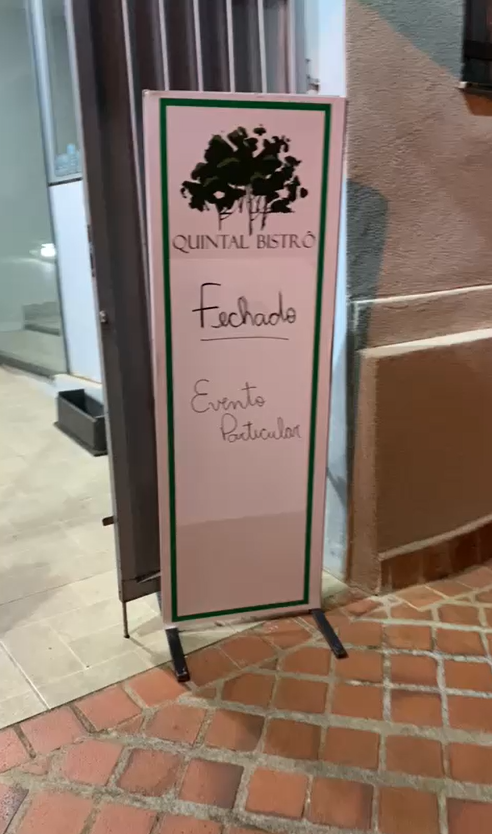 QUINTAL BISTRÔ
Fechado
Evento
Particular